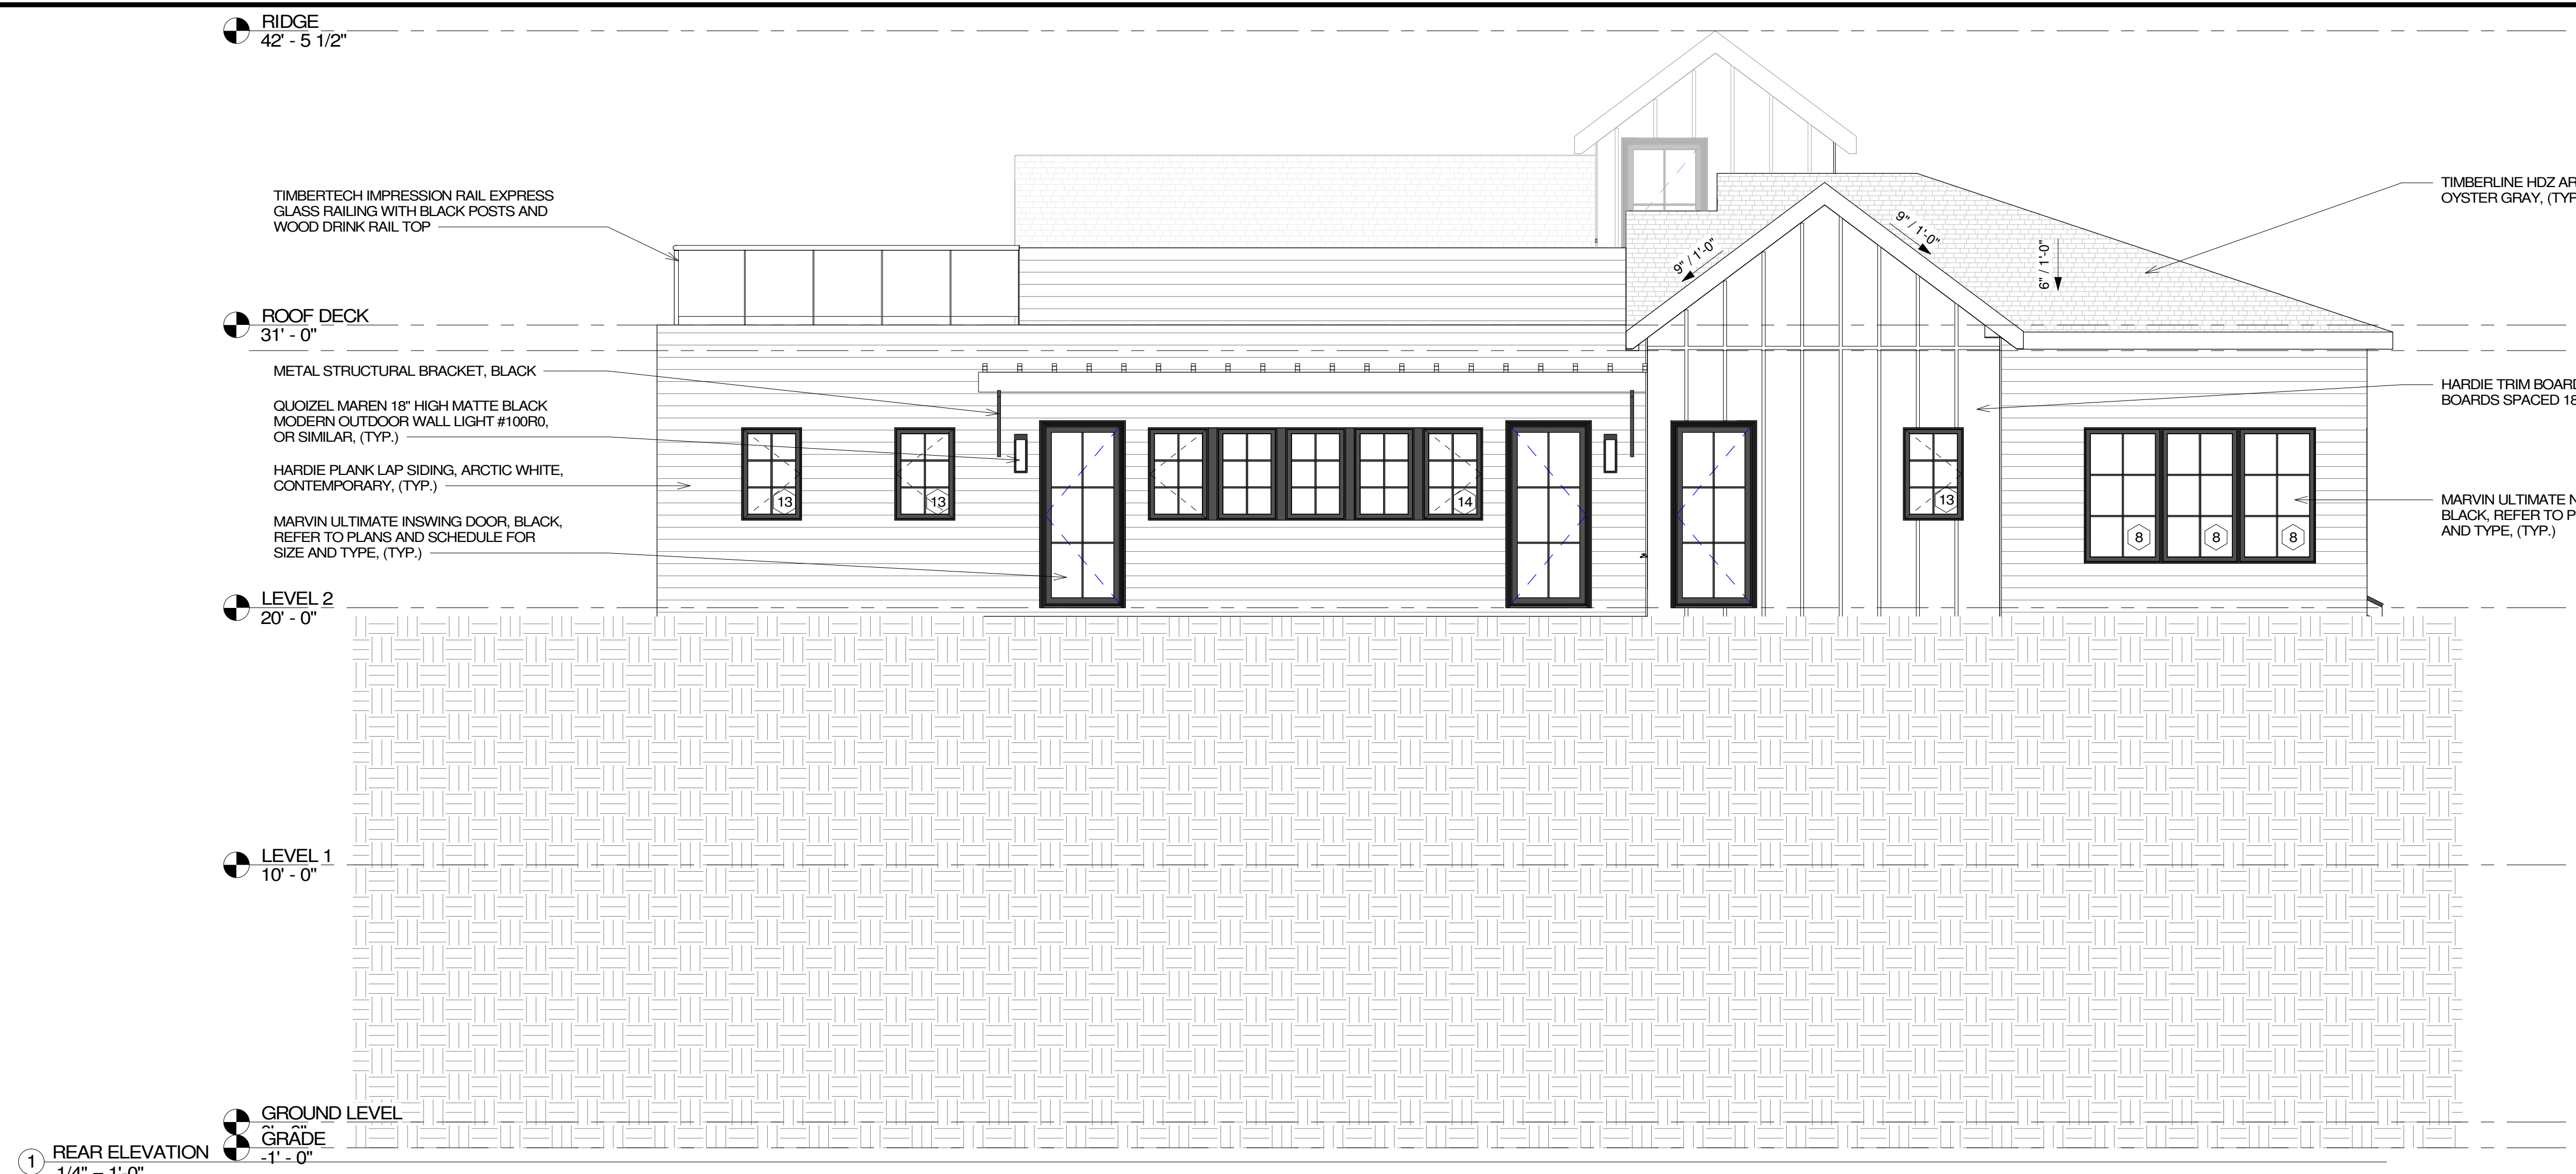 RIDGE
42' - 5 1/2"
TIMBERTECH IMPRESSION RAIL EXPRESS
GLASS RAILING WITH BLACK POSTS AND
WOOD DRINK RAIL TOP
ROOF DECK
31' - 0"
METAL STRUCTURAL BRACKET, BLACK
QUOIZEL MAREN 18" HIGH MATTE BLACK
MODERN OUTDOOR WALL LIGHT #100R0,
OR SIMILAR, (TYP.)
HARDIE PLANK LAP SIDING, ARCTIC WHITE,
CONTEMPORARY, (TYP.)
MARVIN ULTIMATE INSWING DOOR, BLACK,
REFER TO PLANS AND SCHEDULE FOR
SIZE AND TYPE, (TYP.)
9" / 1'-0"
9" / 1'-0"
6" / 1'-0"
13
13
14
13
8
8
8
TIMBERLINE HDZ AR
OYSTER GRAY, (TYP
HARDIE TRIM BOARD
BOARDS SPACED 18
MARVIN ULTIMATE N
BLACK, REFER TO P
AND TYPE, (TYP.)
LEVEL 2
20' - 0"
LEVEL 1
10' - 0"
GROUND LEVEL
GRADE
-1' - 0"
1
REAR ELEVATION
1/4" = 1'-0"